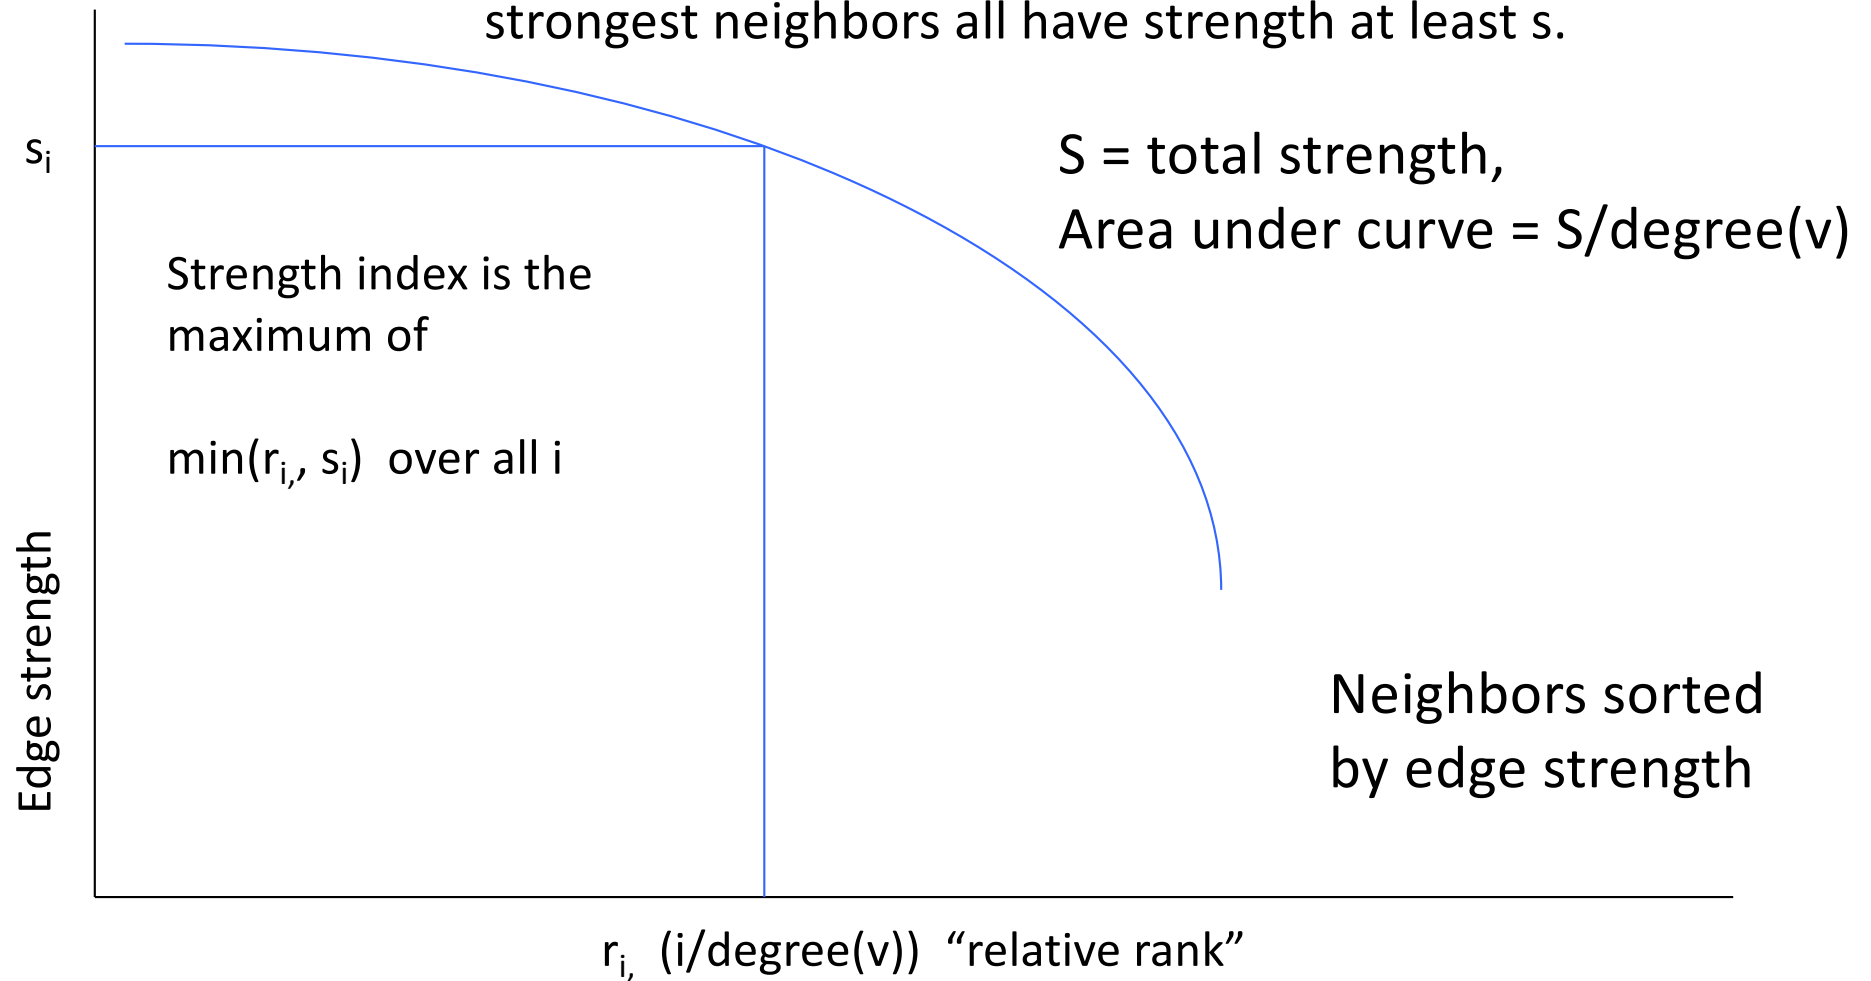 strongest neighbors all have strength at least s.
sᵢ
S = total strength,
Area under curve = S/degree(v)
Strength index is the
maximum of
min(rᵢ,, sᵢ) over all i
Edge strength
Neighbors sorted
by edge strength
rᵢ, (i/degree(v)) “relative rank”